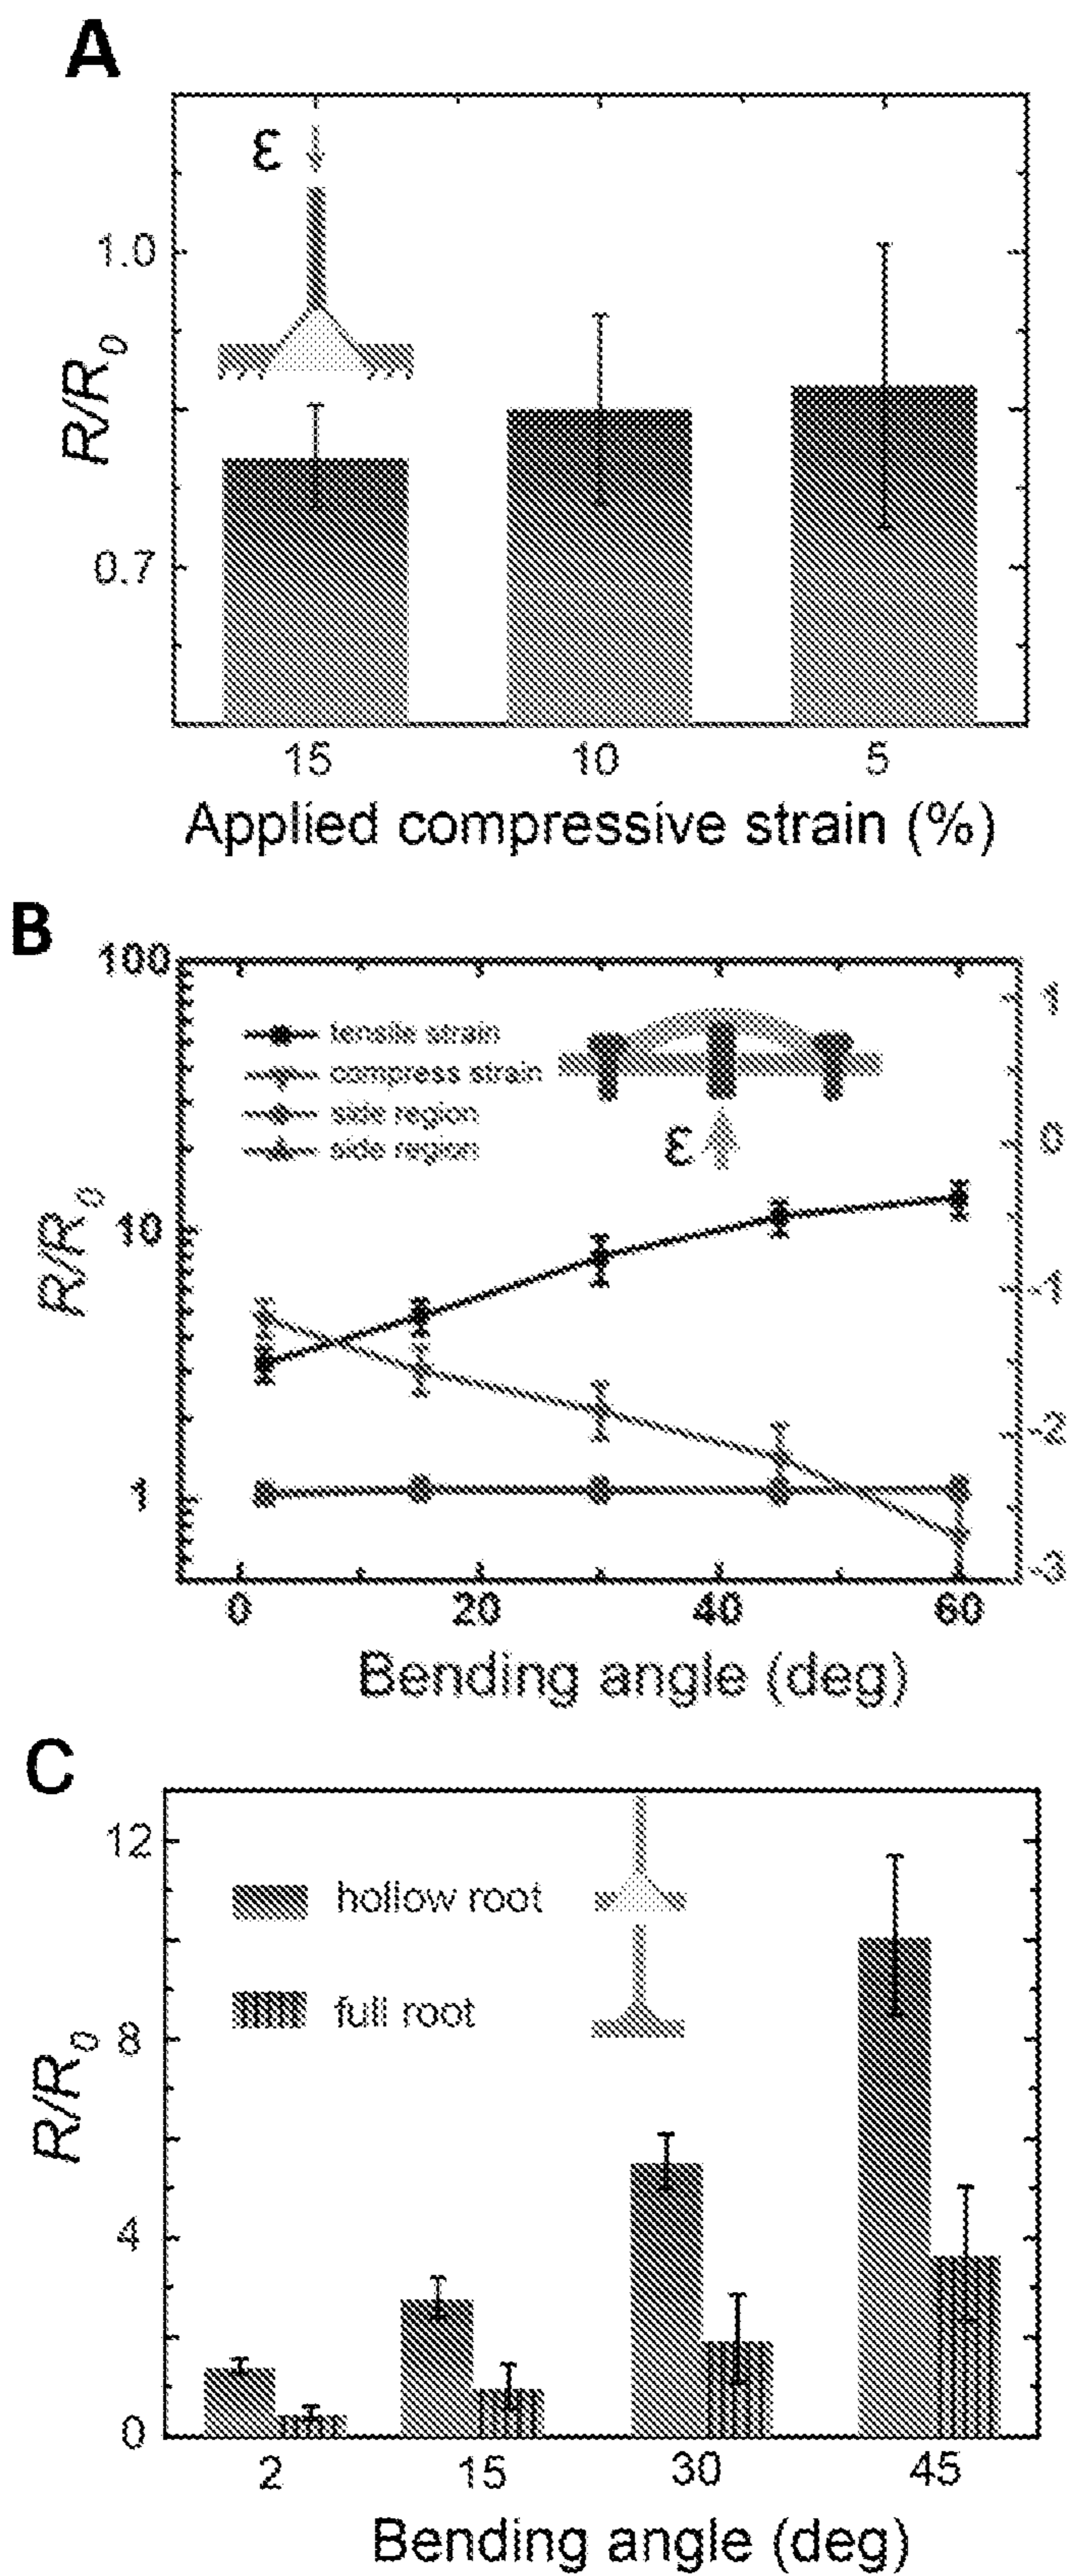 A
ε
1.0
R/R0
0.7
15 10 5
Applied compressive strain (%)
B
100
1
tensile strain
compress strain
side region
side region
ε
0
R/R0
10
-1
-2
1
-3
0 20 40 60
Bending angle (deg)
C
12
hollow root
full root
8
R/R0
4
0
2 15 30 45
Bending angle (deg)